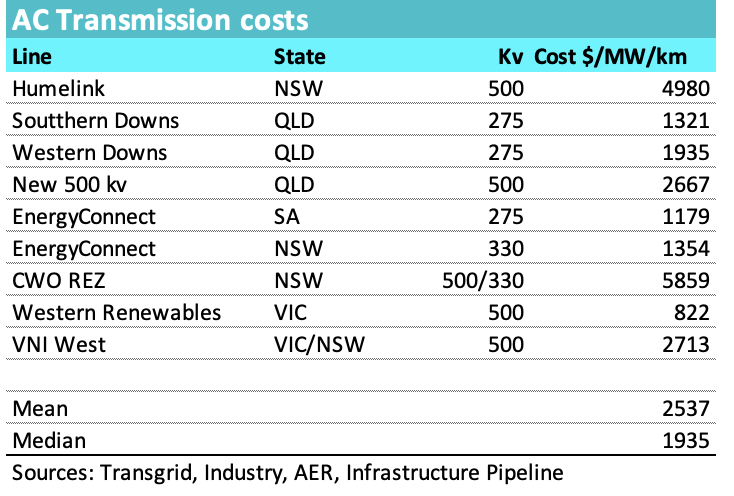 AC Transmission costs
Line State Kv Cost $/MW/km
Humelink NSW 500 4980
Soutthern Downs QLD 275 1321
Western Downs QLD 275 1935
New 500 kv QLD 500 2667
EnergyConnect SA 275 1179
EnergyConnect NSW 330 1354
CWO REZ NSW 500/330 5859
Western Renewables VIC 500 822
VNI West VIC/NSW 500 2713
Mean 2537
Median 1935
Sources: Transgrid, Industry, AER, Infrastructure Pipeline